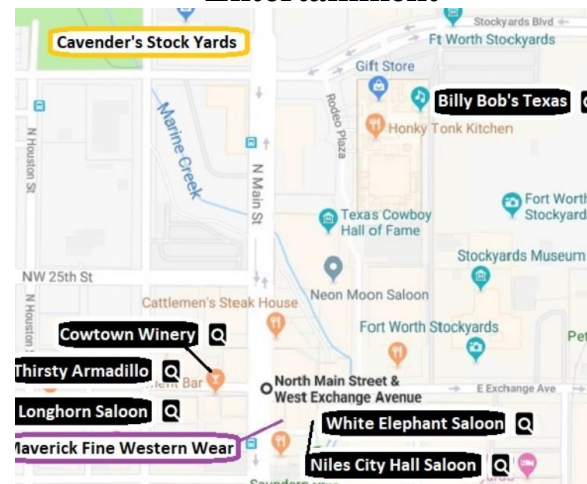 Entertainment
Cavender's Stock Yards
Stockyards Blvd
Ft Worth Stockyards
Gift Store
Billy Bob's Texas
Honky Tonk Kitchen
Rodeo Plaza
N Houston St
Marine Creek
N Main St
Fort Worth
Stockyard
Texas Cowboy
Hall of Fame
Stockyards Museum
NW 25th St
Neon Moon Saloon
Cattlemen's Steak House
N Houston
Cowtown Winery
Fort Worth Stockyards
Thirsty Armadillo
Bar
North Main Street &
West Exchange Avenue
E Exchange Ave
Longhorn Saloon
White Elephant Saloon
Maverick Fine Western Wear
Niles City Hall Saloon